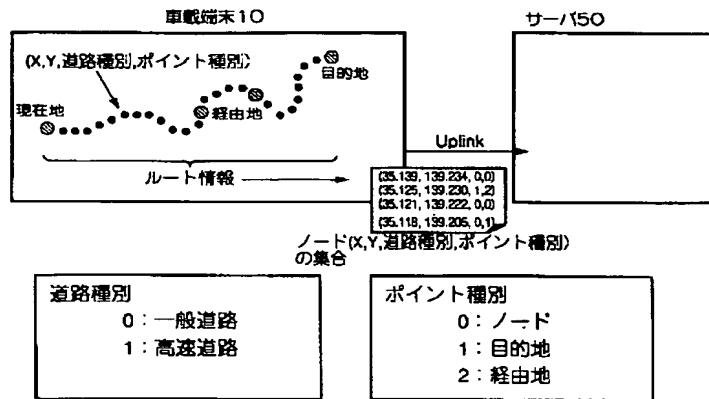 車載端末10
サーバ50
(X,Y,道路種別,ポイント種別)
目的地
現在地
経由地
Uplink
ルート情報
(35.139, 139.234, 0,0)
(35.125, 139.230, 1,2)
(35.121, 139.222, 0,0)
(35.118, 139.205, 0,1)
ノード(X,Y,道路種別,ポイント種別)
の集合
道路種別
0：一般道路
1：高速道路
ポイント種別
0：ノード
1：目的地
2：経由地